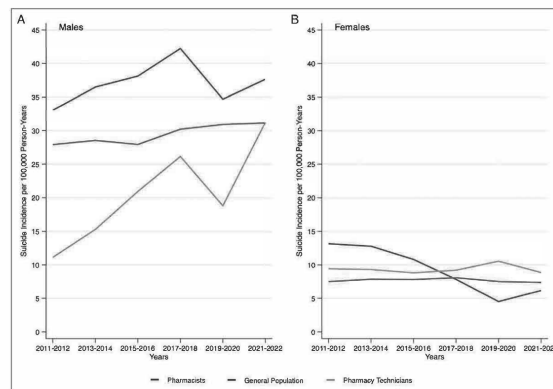 A Males
Suicide Incidence per 100,000 Person-Years
45
40
35
30
25
20
15
10
5
0
2011-2012 2013-2014 2015-2016 2017-2018 2019-2020 2021-2022
Years
B Females
Suicide Incidence per 100,000 Person-Years
45
40
35
30
25
20
15
10
5
0
2011-2012 2013-2014 2015-2016 2017-2018 2019-2020 2021-202
Years
Pharmacists General Population Pharmacy Technicians